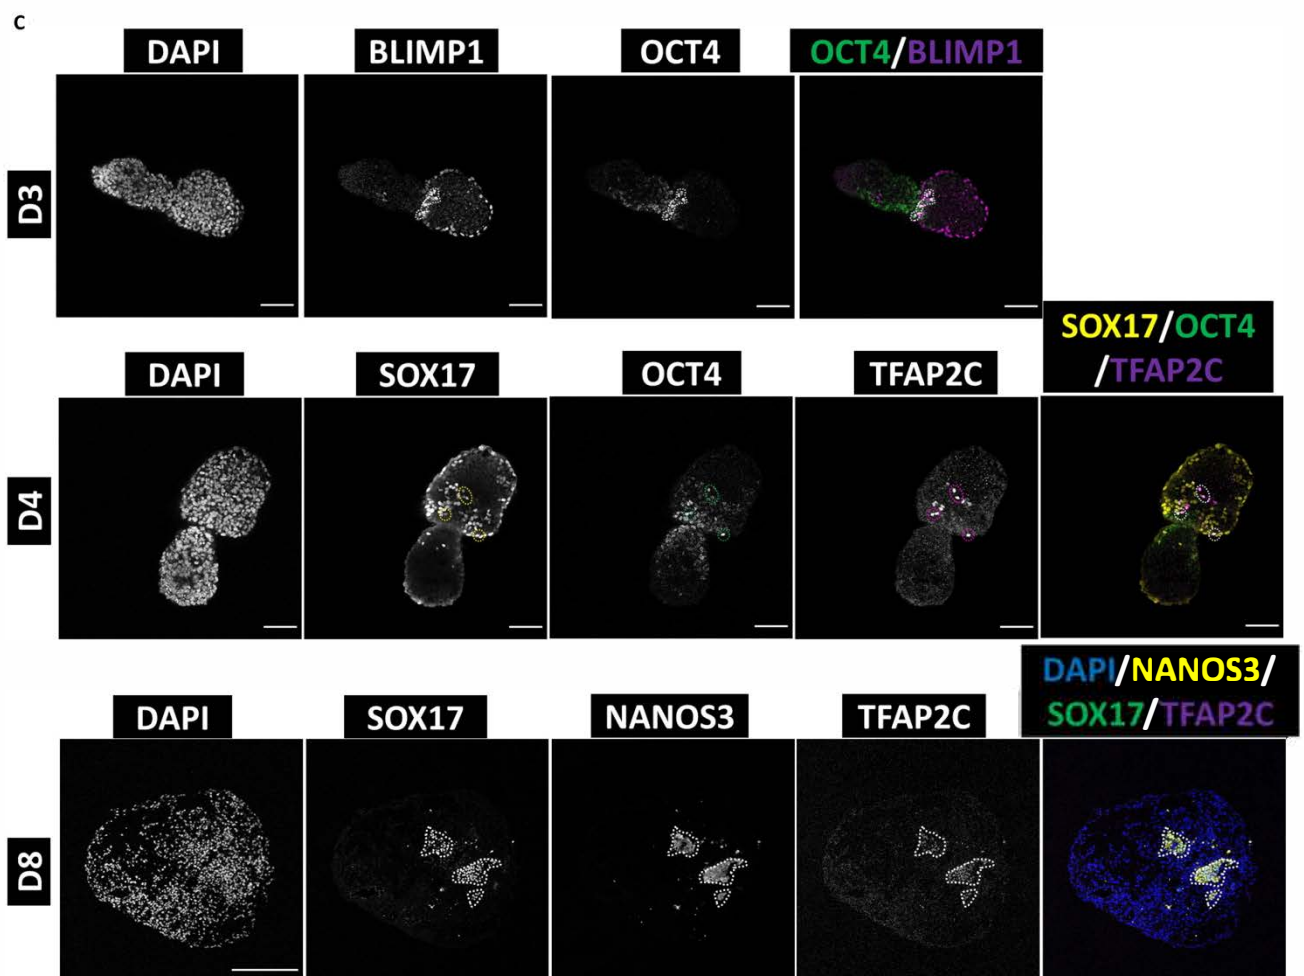 C
DAPI
BLIMP1
OCT4
OCT4/BLIMP1
D3
SOX17/OCT4
/TFAP2C
DAPI
SOX17
OCT4
TFAP2C
D4
DAPI/NANOS3/
SOX17/TFAP2C
DAPI
SOX17
NANOS3
TFAP2C
D8